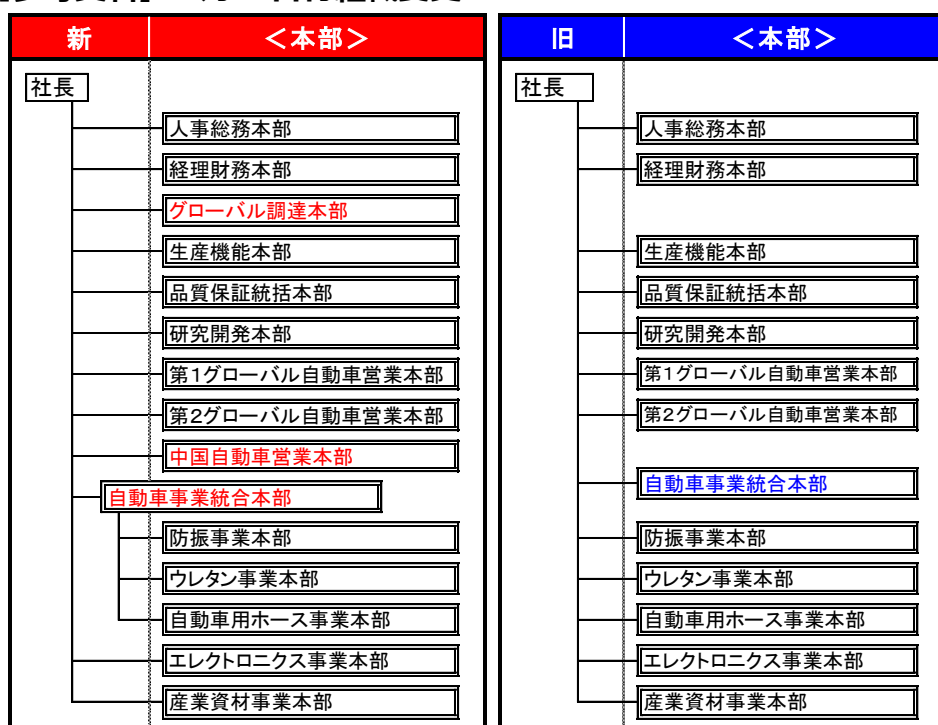 新 ＜本部＞
社長
人事総務本部
経理財務本部
グローバル調達本部
生産機能本部
品質保証統括本部
研究開発本部
第1グローバル自動車営業本部
第2グローバル自動車営業本部
中国自動車営業本部
自動車事業統合本部
防振事業本部
ウレタン事業本部
自動車用ホース事業本部
エレクトロニクス事業本部
産業資材事業本部
旧 ＜本部＞
社長
人事総務本部
経理財務本部
生産機能本部
品質保証統括本部
研究開発本部
第1グローバル自動車営業本部
第2グローバル自動車営業本部
自動車事業統合本部
防振事業本部
ウレタン事業本部
自動車用ホース事業本部
エレクトロニクス事業本部
産業資材事業本部